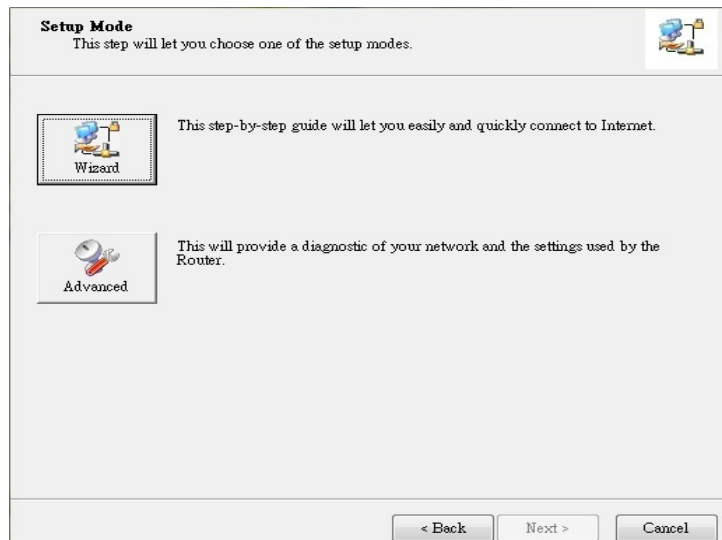 Setup Mode
This step will let you choose one of the setup modes.
Wizard
This step-by-step guide will let you easily and quickly connect to Internet.
Advanced
This will provide a diagnostic of your network and the settings used by the
Router.
< Back
Next >
Cancel